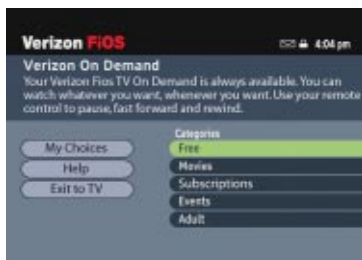 Verizon FiOS
4:04 pm
Verizon On Demand
Your Verizon Fios TV On Demand is always available. You can
watch whatever you want, whenever you want. Use your remote
control to pause, fast forward and rewind.
Categories
My Choices
Free
Help
Movies
Exit to TV
Subscriptions
Events
Adult